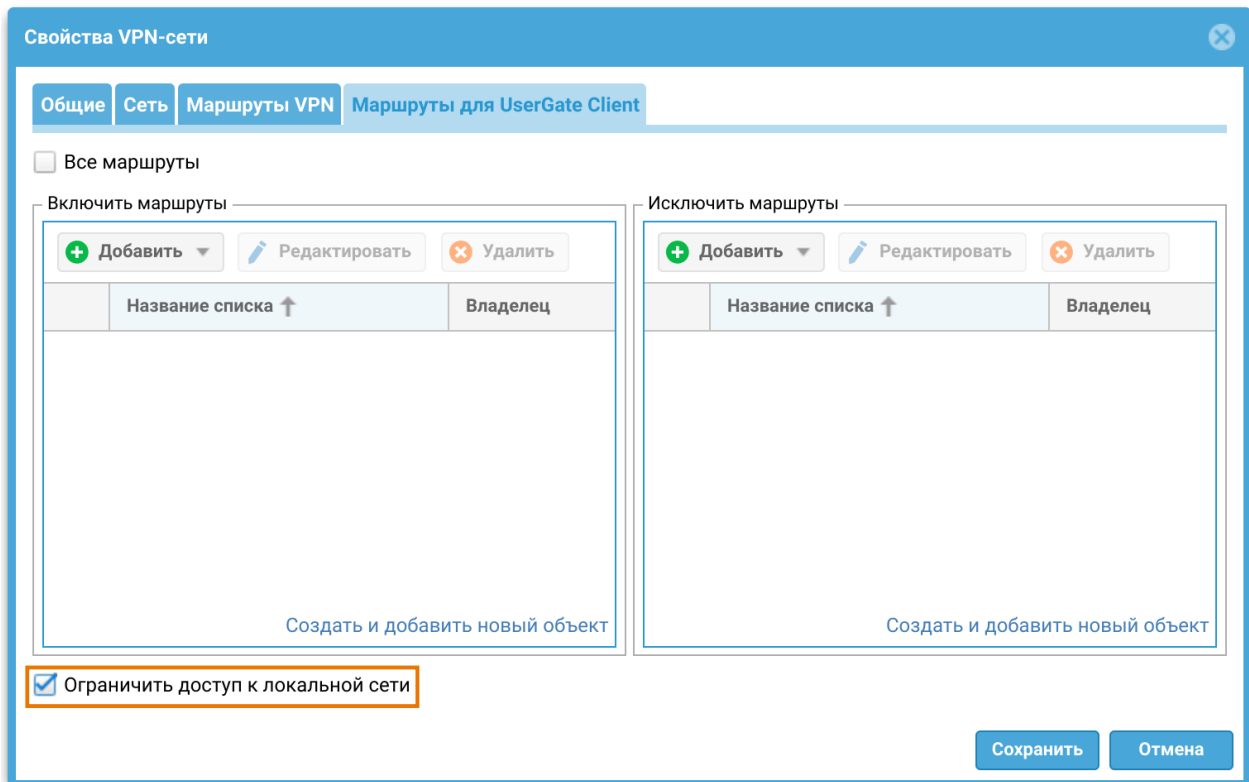 Свойства VPN-сети
Общие Сеть Маршруты VPN Маршруты для UserGate Client
Все маршруты
Включить маршруты Исключить маршруты
Добавить Редактировать Удалить Добавить Редактировать Удалить
Название списка Владелец Название списка Владелец
Создать и добавить новый объект Создать и добавить новый объект
Ограничить доступ к локальной сети
Сохранить Отмена